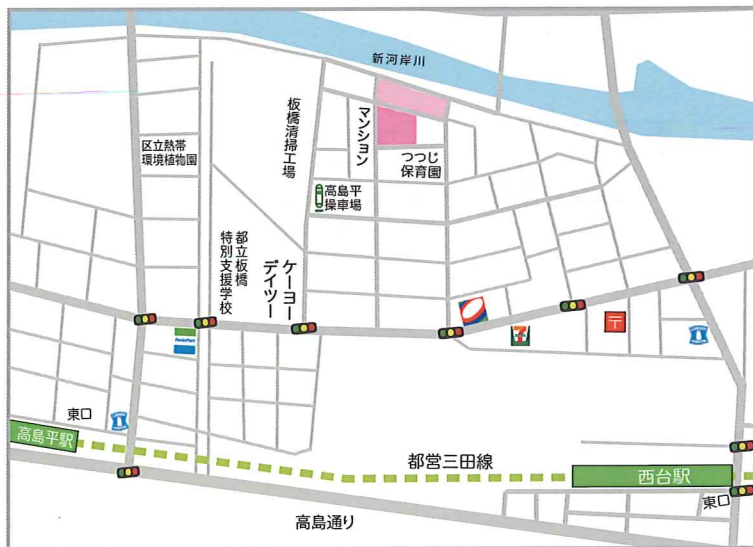 新河岸川
板橋清掃工場
マンション
つつじ
保育園
区立熱帯
環境植物園
高島平
操車場
都立板橋
特別支援学校
ケーヨー
デイツー
FamilyMart
7
〒
東口
高島平駅
都営三田線
西台駅
東口
高島通り